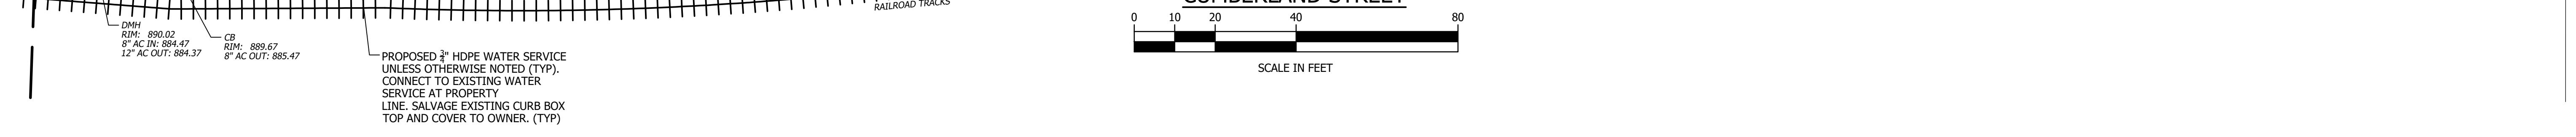 RAILROAD TRACKS
DMH
RIM: 890.02
8" AC IN: 884.47
12" AC OUT: 884.37
CB
RIM: 889.67
8" AC OUT: 885.47
PROPOSED ¾" HDPE WATER SERVICE
UNLESS OTHERWISE NOTED (TYP).
CONNECT TO EXISTING WATER
SERVICE AT PROPERTY
LINE. SALVAGE EXISTING CURB BOX
TOP AND COVER TO OWNER. (TYP)
CUMBERLAND STREET
0 10 20 40 80
SCALE IN FEET